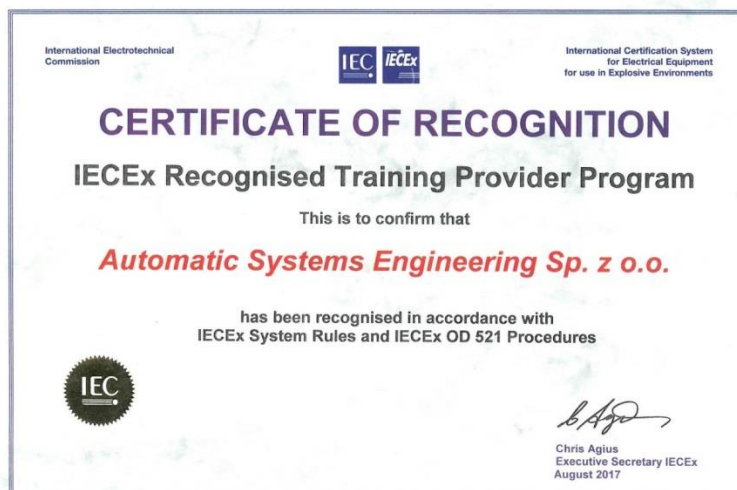 International Electrotechnical
Commission
IEC
IECEx
International Certification System
for Electrical Equipment
for use in Explosive Environments
CERTIFICATE OF RECOGNITION
IECEx Recognised Training Provider Program
This is to confirm that
Automatic Systems Engineering Sp. z o.o.
has been recognised in accordance with
IECEx System Rules and IECEx OD 521 Procedures
IEC
Chris Agius
Executive Secretary IECEx
August 2017